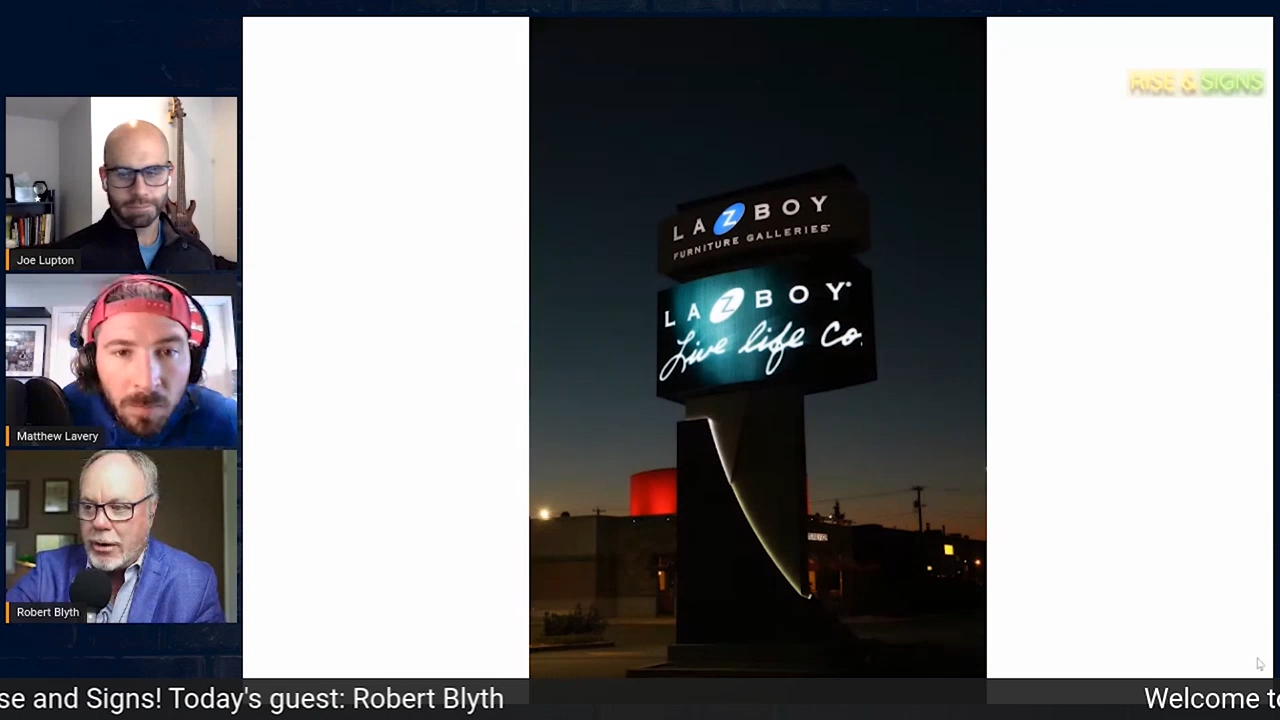 RISE & SIGNS
LA Z BOY
FURNITURE GALLERIES
LA Z BOY
Live life Co.
Joe Lupton
Matthew Lavery
Robert Blyth
se and Signs! Today's guest: Robert Blyth
Welcome to